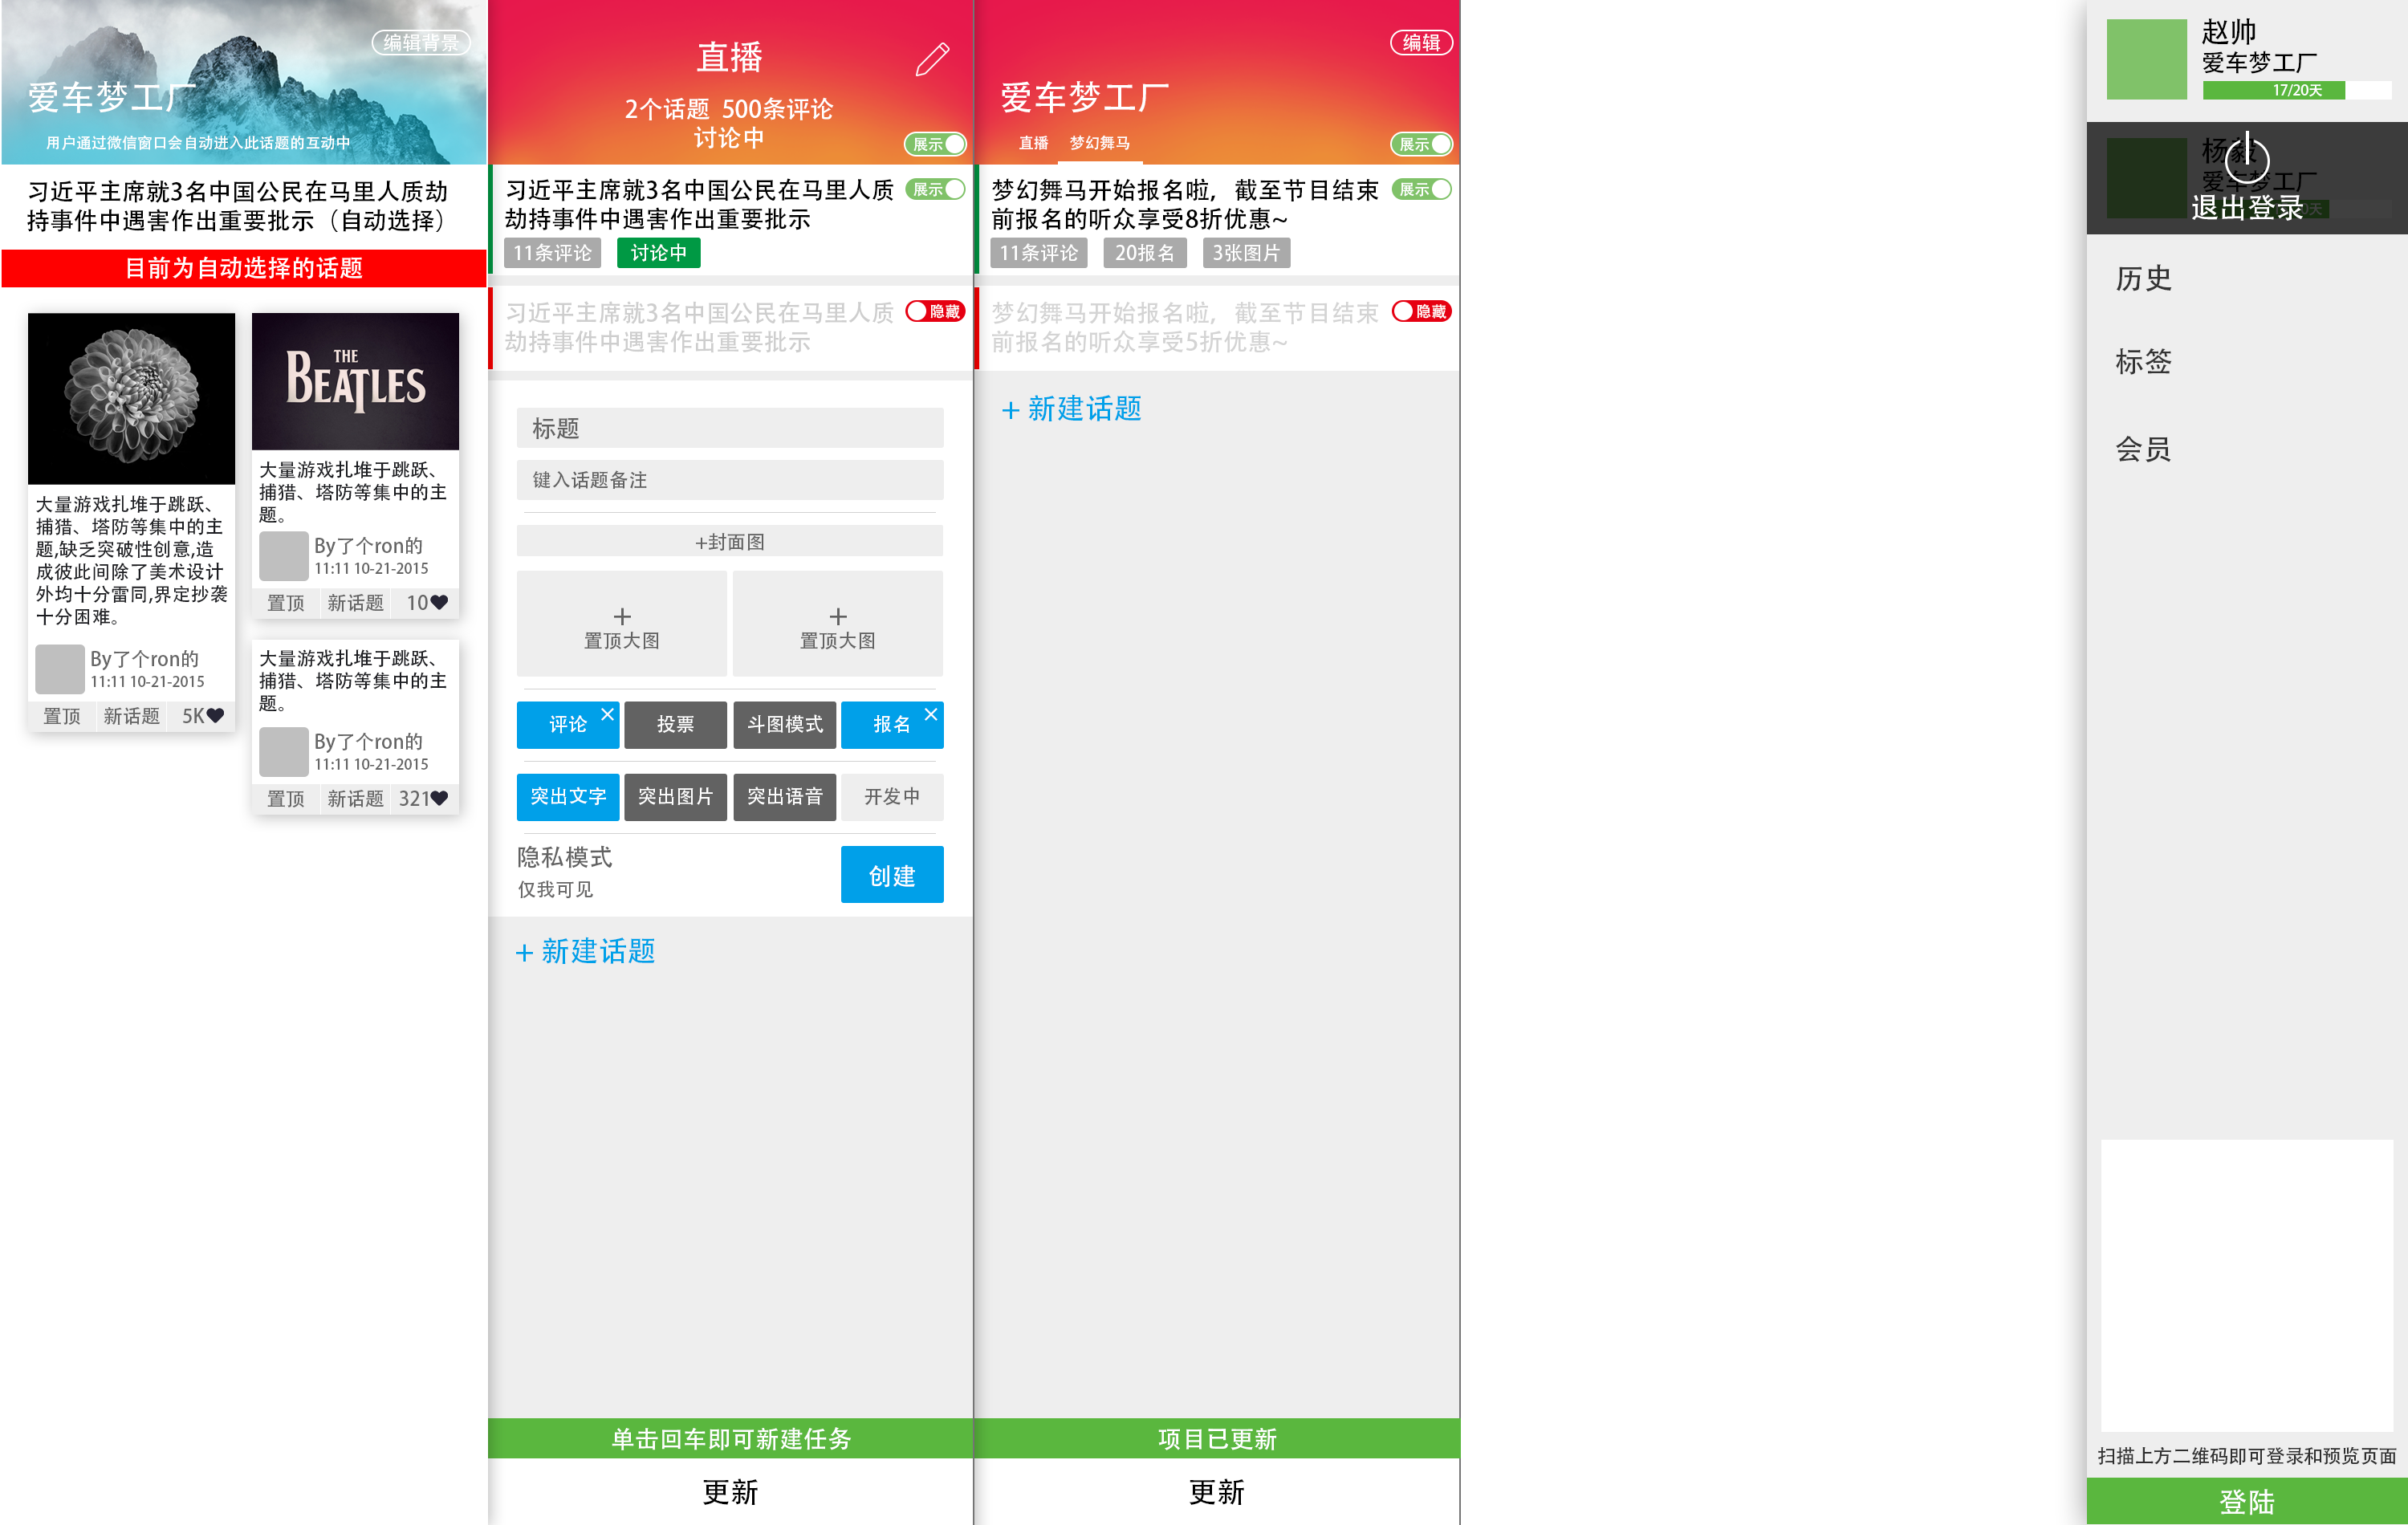 编辑背景
爱车梦工厂
用户通过微信窗口会自动进入此话题的互动中
习近平主席就3名中国公民在马里人质劫
持事件中遇害作出重要批示（自动选择）
目前为自动选择的话题
大量游戏扎堆于跳跃、
捕猎、塔防等集中的主
题,缺乏突破性创意,造
成彼此间除了美术设计
外均十分雷同,界定抄袭
十分困难。
By了个ron的
11:11 10-21-2015
置顶 新话题 5K
THE
BEATLES
大量游戏扎堆于跳跃、
捕猎、塔防等集中的主
题。
By了个ron的
11:11 10-21-2015
置顶 新话题 10
大量游戏扎堆于跳跃、
捕猎、塔防等集中的主
题。
By了个ron的
11:11 10-21-2015
置顶 新话题 321
直播
2个话题 500条评论
讨论中
展示
习近平主席就3名中国公民在马里人质
劫持事件中遇害作出重要批示
展示
11条评论 讨论中
习近平主席就3名中国公民在马里人质
劫持事件中遇害作出重要批示
隐藏
标题
键入话题备注
+封面图
+ +
置顶大图 置顶大图
评论 投票 斗图模式 报名
突出文字 突出图片 突出语音 开发中
隐私模式
仅我可见
创建
+ 新建话题
单击回车即可新建任务
更新
编辑
爱车梦工厂
直播 梦幻舞马
展示
梦幻舞马开始报名啦，截至节目结束
前报名的听众享受8折优惠~
展示
11条评论 20报名 3张图片
梦幻舞马开始报名啦，截至节目结束
前报名的听众享受5折优惠~
隐藏
+ 新建话题
项目已更新
更新
赵帅
爱车梦工厂
17/20天
杨毅
爱车梦工厂
退出登录
历史
标签
会员
扫描上方二维码即可登录和预览页面
登陆